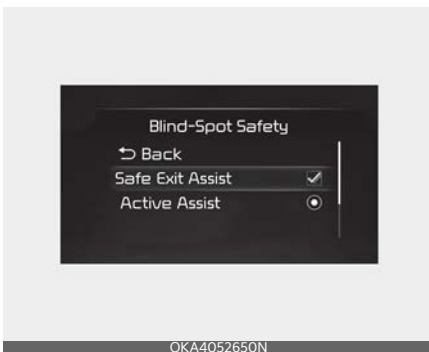 Blind-Spot Safety
Back
Safe Exit Assist
Active Assist
OKA4052650N